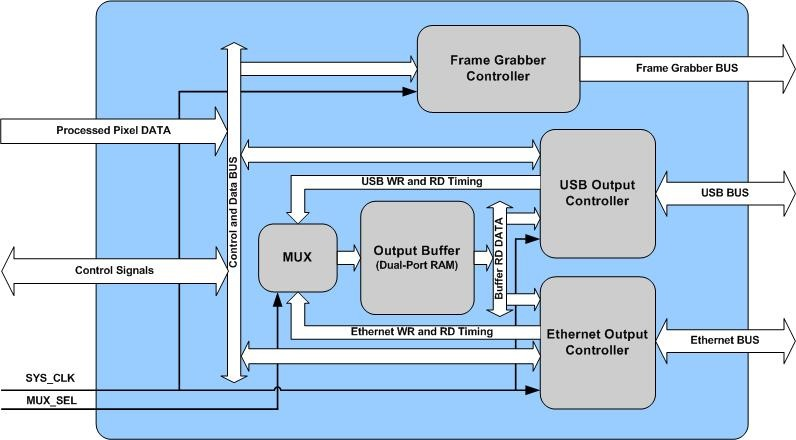 Frame Grabber
Controller
Frame Grabber BUS
Processed Pixel DATA
Control and Data BUS
USB WR and RD Timing
USB Output
Controller
USB BUS
MUX
Output Buffer
(Dual-Port RAM)
Buffer RD DATA
Control Signals
Ethernet WR and RD Timing
Ethernet Output
Controller
Ethernet BUS
SYS_CLK
MUX_SEL